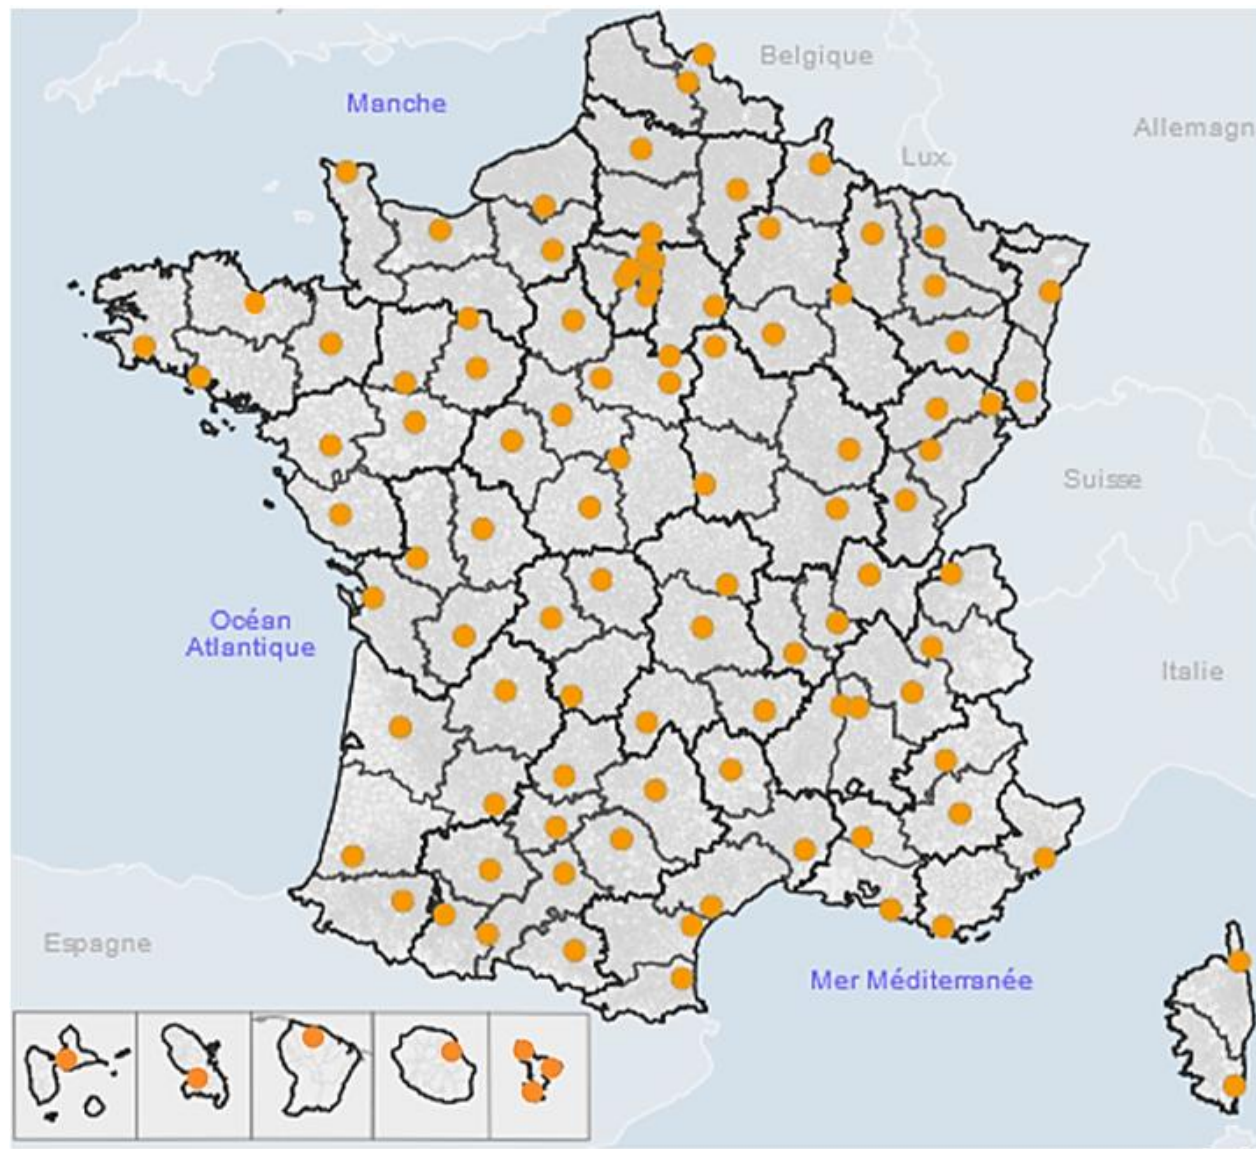 Belgique
Manche
Allemagn
Lux.
Suisse
Océan
Atlantique
Italie
Espagne
Mer Méditerranée